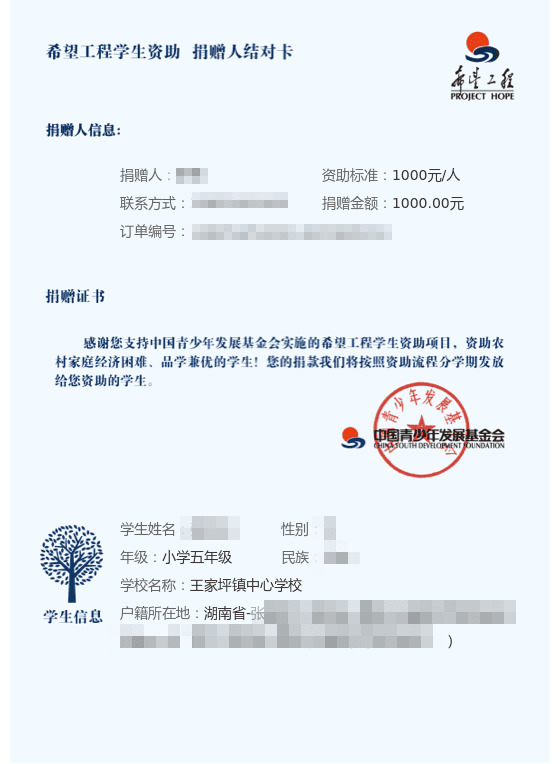 希望工程学生资助 捐赠人结对卡
希望工程
PROJECT HOPE
捐赠人信息:
捐赠人： 资助标准：1000元/人
联系方式： 捐赠金额：1000.00元
订单编号：
捐赠证书
感谢您支持中国青少年发展基金会实施的希望工程学生资助项目，资助农
村家庭经济困难、品学兼优的学生！您的捐款我们将按照资助流程分学期发放
给您资助的学生。
中国青少年发展基金会
中国青少年发展基金会
CHINA YOUTH DEVELOPMENT FOUNDATION
学生姓名 性别：
年级：小学五年级 民族：
学校名称：王家坪镇中心学校
学生信息
户籍所在地：湖南省-张
)